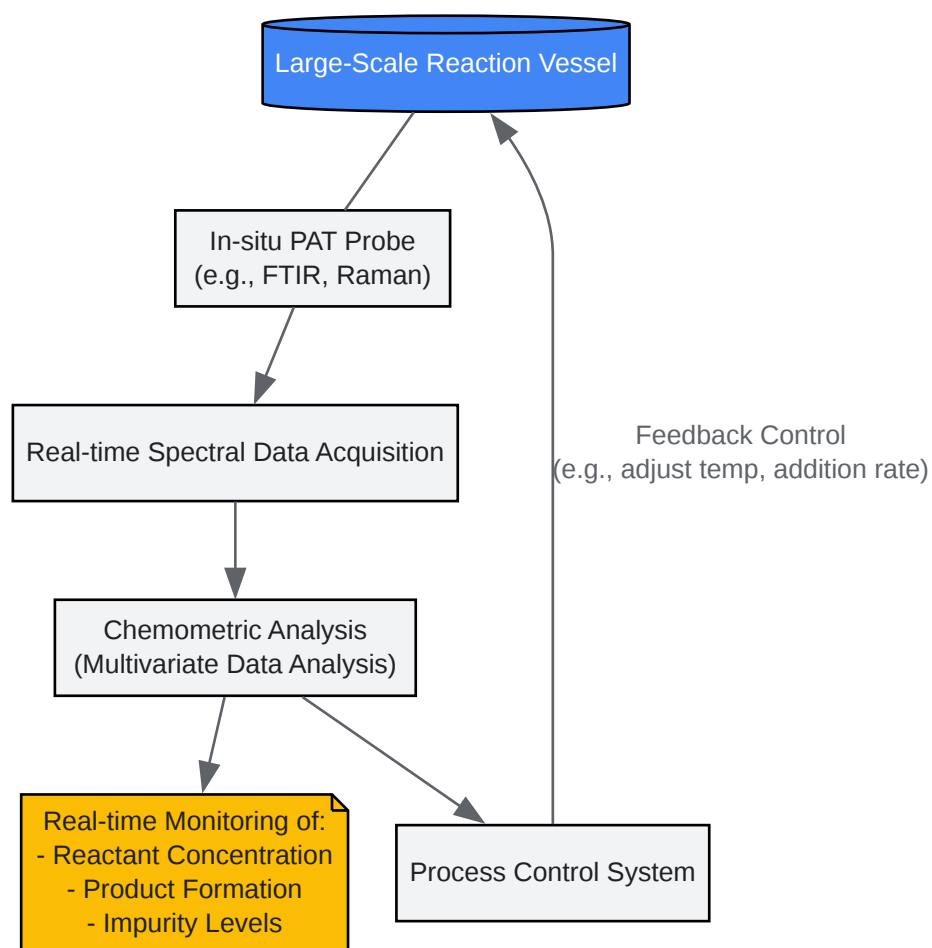 Large-Scale Reaction Vessel
In-situ PAT Probe
(e.g., FTIR, Raman)
Real-time Spectral Data Acquisition
Feedback Control
(e.g., adjust temp, addition rate)
Chemometric Analysis
(Multivariate Data Analysis)
Real-time Monitoring of:
- Reactant Concentration
- Product Formation
- Impurity Levels
Process Control System